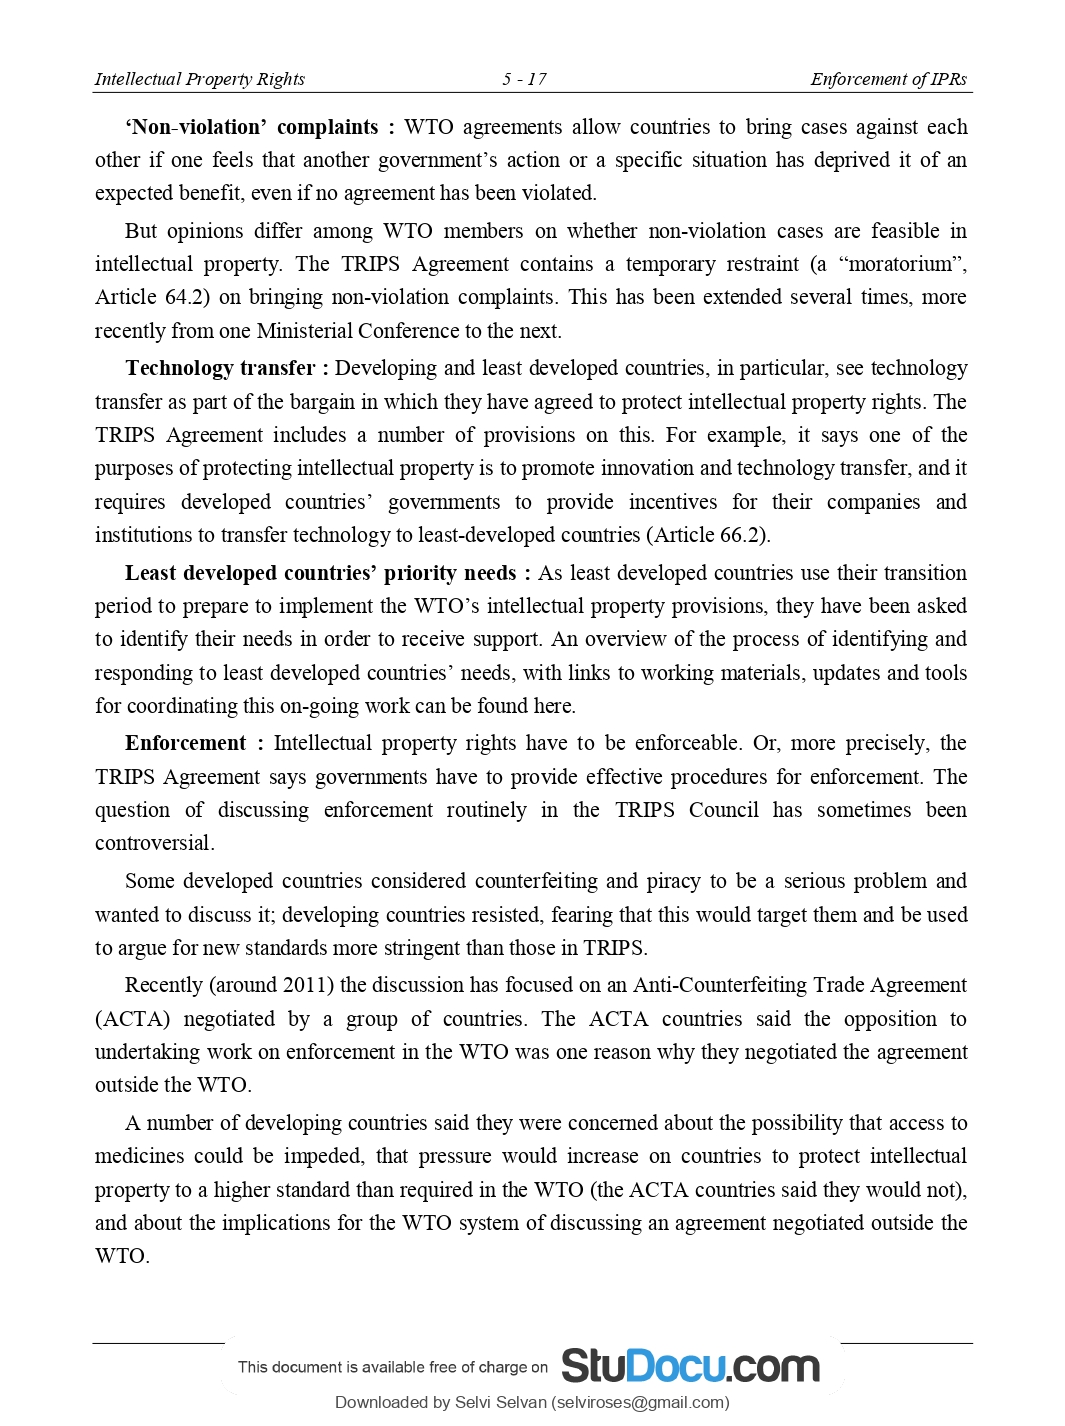 Intellectual Property Rights 5 - 17 Enforcement of IPRs
‘Non-violation’ complaints : WTO agreements allow countries to bring cases against each
other if one feels that another government’s action or a specific situation has deprived it of an
expected benefit, even if no agreement has been violated.
But opinions differ among WTO members on whether non-violation cases are feasible in
intellectual property. The TRIPS Agreement contains a temporary restraint (a “moratorium”,
Article 64.2) on bringing non-violation complaints. This has been extended several times, more
recently from one Ministerial Conference to the next.
Technology transfer : Developing and least developed countries, in particular, see technology
transfer as part of the bargain in which they have agreed to protect intellectual property rights. The
TRIPS Agreement includes a number of provisions on this. For example, it says one of the
purposes of protecting intellectual property is to promote innovation and technology transfer, and it
requires developed countries’ governments to provide incentives for their companies and
institutions to transfer technology to least-developed countries (Article 66.2).
Least developed countries’ priority needs : As least developed countries use their transition
period to prepare to implement the WTO’s intellectual property provisions, they have been asked
to identify their needs in order to receive support. An overview of the process of identifying and
responding to least developed countries’ needs, with links to working materials, updates and tools
for coordinating this on-going work can be found here.
Enforcement : Intellectual property rights have to be enforceable. Or, more precisely, the
TRIPS Agreement says governments have to provide effective procedures for enforcement. The
question of discussing enforcement routinely in the TRIPS Council has sometimes been
controversial.
Some developed countries considered counterfeiting and piracy to be a serious problem and
wanted to discuss it; developing countries resisted, fearing that this would target them and be used
to argue for new standards more stringent than those in TRIPS.
Recently (around 2011) the discussion has focused on an Anti-Counterfeiting Trade Agreement
(ACTA) negotiated by a group of countries. The ACTA countries said the opposition to
undertaking work on enforcement in the WTO was one reason why they negotiated the agreement
outside the WTO.
A number of developing countries said they were concerned about the possibility that access to
medicines could be impeded, that pressure would increase on countries to protect intellectual
property to a higher standard than required in the WTO (the ACTA countries said they would not),
and about the implications for the WTO system of discussing an agreement negotiated outside the
WTO.
This document is available free of charge on StuDocu.com
Downloaded by Selvi Selvan (selviroses@gmail.com)